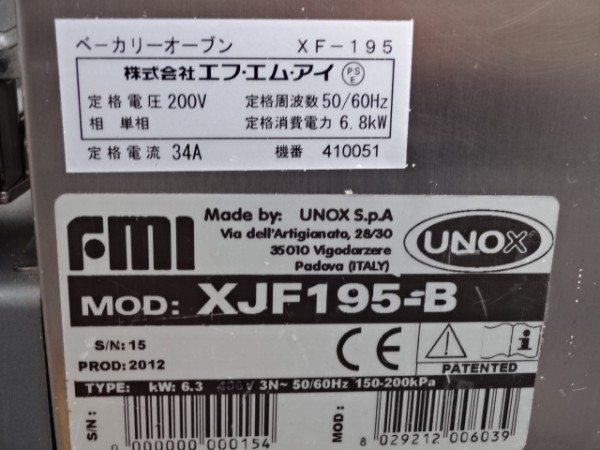 ベーカリーオーブン XF-195
株式会社エフ・エム・アイ PSE
定格電圧 200V 定格周波数 50/60Hz
相 単相 定格消費電力 6.8kW
定格電流 34A 機番 410051
FMI Made by: UNOX S.p.A
Via dell'Artigianato, 28/30
35010 Vigodarzere
Padova (ITALY)
UNOX
MOD: XJF195-B
S/N: 15
PROD: 2012
CE
PATENTED
TYPE: kW: 6.3 400V 3N~ 50/60Hz 150-200kPa
S/N:
0 000000 000154
MOD:
8 029212 006039